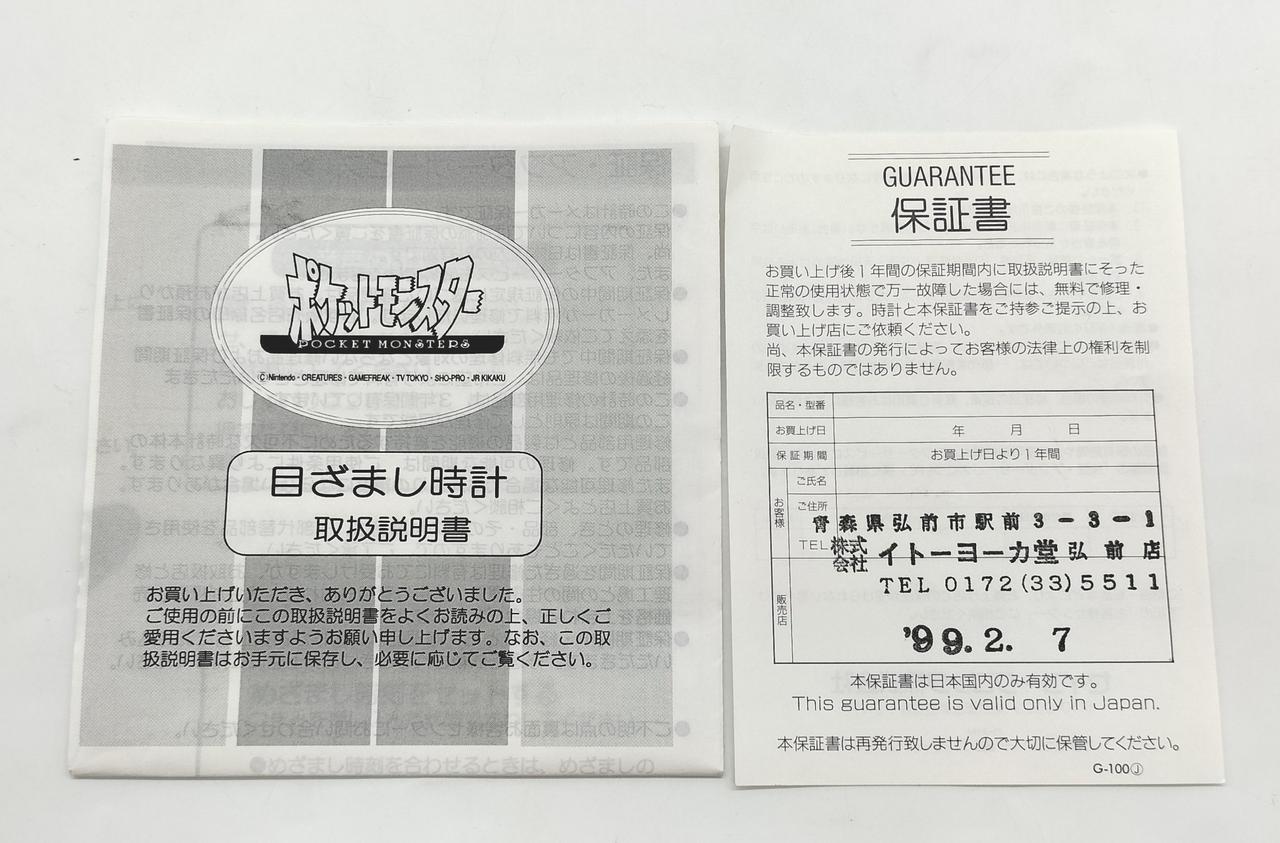 ポケットモンスター
POCKET MONSTERS
©Nintendo・CREATURES・GAMEFREAK・TV TOKYO・SHO-PRO・JR KIKAKU
目ざまし時計
取扱説明書
お買い上げいただき、ありがとうございました。
ご使用の前にこの取扱説明書をよくお読みの上、正しくご
愛用くださいますようお願い申し上げます。なお、この取
扱説明書はお手元に保存し、必要に応じてご覧ください。
GUARANTEE
保証書
お買い上げ後1年間の保証期間内に取扱説明書にそった
正常の使用状態で万一故障した場合には、無料で修理・
調整致します。時計と本保証書をご持参ご提示の上、お
買い上げ店にご依頼ください。
尚、本保証書の発行によってお客様の法律上の権利を制
限するものではありません。
品名・型番
お買上げ日 年 月 日
保証期間 お買上げ日より1年間
お客様
ご氏名
ご住所
青森県弘前市駅前3-3-1
TEL
株式会社 イトーヨーカ堂 弘前店
TEL 0172(33)5511
販売店
'99.2.7
本保証書は日本国内のみ有効です。
This guarantee is valid only in Japan.
本保証書は再発行致しませんので大切に保管してください。
G-100Ⓙ